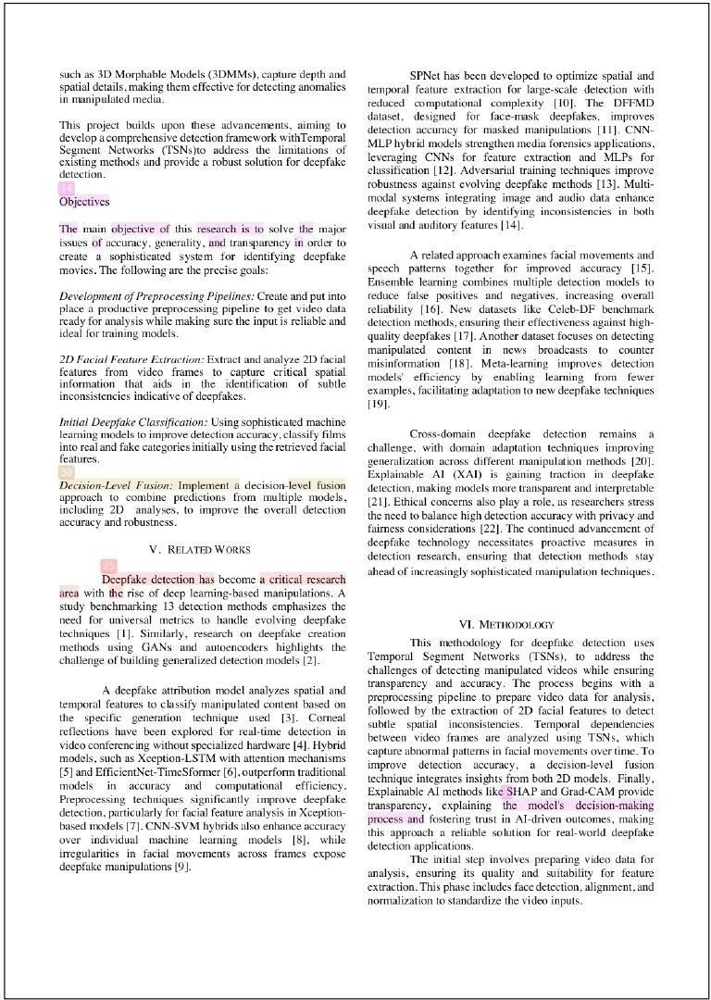 such as 3D Morphable Models (3DMMs), capture depth and
spatial details, making them effective for detecting anomalies
in manipulated media.
This project builds upon these advancements, aiming to
develop a comprehensive detection framework withTemporal
Segment Networks (TSNs)to address the limitations of
existing methods and provide a robust solution for deepfake
detection.
14
Objectives
The main objective of this research is to solve the major
issues of accuracy, generality, and transparency in order to
create a sophisticated system for identifying deepfake
movies. The following are the precise goals:
Development of Preprocessing Pipelines: Create and put into
place a productive preprocessing pipeline to get video data
ready for analysis while making sure the input is reliable and
ideal for training models.
2D Facial Feature Extraction: Extract and analyze 2D facial
features from video frames to capture critical spatial
information that aids in the identification of subtle
inconsistencies indicative of deepfakes.
Initial Deepfake Classification: Using sophisticated machine
learning models to improve detection accuracy, classify films
into real and fake categories initially using the retrieved facial
features.
30
Decision-Level Fusion: Implement a decision-level fusion
approach to combine predictions from multiple models,
including 2D analyses, to improve the overall detection
accuracy and robustness.
V. RELATED WORKS
25
Deepfake detection has become a critical research
area with the rise of deep learning-based manipulations. A
study benchmarking 13 detection methods emphasizes the
need for universal metrics to handle evolving deepfake
techniques [1]. Similarly, research on deepfake creation
methods using GANs and autoencoders highlights the
challenge of building generalized detection models [2].
A deepfake attribution model analyzes spatial and
temporal features to classify manipulated content based on
the specific generation technique used [3]. Corneal
reflections have been explored for real-time detection in
video conferencing without specialized hardware [4]. Hybrid
models, such as Xception-LSTM with attention mechanisms
[5] and EfficientNet-TimeSformer [6], outperform traditional
models in accuracy and computational efficiency.
Preprocessing techniques significantly improve deepfake
detection, particularly for facial feature analysis in Xception-
based models [7]. CNN-SVM hybrids also enhance accuracy
over individual machine learning models [8], while
irregularities in facial movements across frames expose
deepfake manipulations [9].
SPNet has been developed to optimize spatial and
temporal feature extraction for large-scale detection with
reduced computational complexity [10]. The DFFMD
dataset, designed for face-mask deepfakes, improves
detection accuracy for masked manipulations [11]. CNN-
MLP hybrid models strengthen media forensics applications,
leveraging CNNs for feature extraction and MLPs for
classification [12]. Adversarial training techniques improve
robustness against evolving deepfake methods [13]. Multi-
modal systems integrating image and audio data enhance
deepfake detection by identifying inconsistencies in both
visual and auditory features [14].
A related approach examines facial movements and
speech patterns together for improved accuracy [15].
Ensemble learning combines multiple detection models to
reduce false positives and negatives, increasing overall
reliability [16]. New datasets like Celeb-DF benchmark
detection methods, ensuring their effectiveness against high-
quality deepfakes [17]. Another dataset focuses on detecting
manipulated content in news broadcasts to counter
misinformation [18]. Meta-learning improves detection
models' efficiency by enabling learning from fewer
examples, facilitating adaptation to new deepfake techniques
[19].
Cross-domain deepfake detection remains a
challenge, with domain adaptation techniques improving
generalization across different manipulation methods [20].
Explainable AI (XAI) is gaining traction in deepfake
detection, making models more transparent and interpretable
[21]. Ethical concerns also play a role, as researchers stress
the need to balance high detection accuracy with privacy and
fairness considerations [22]. The continued advancement of
deepfake technology necessitates proactive measures in
detection research, ensuring that detection methods stay
ahead of increasingly sophisticated manipulation techniques.
VI. METHODOLOGY
This methodology for deepfake detection uses
Temporal Segment Networks (TSNs), to address the
challenges of detecting manipulated videos while ensuring
transparency and accuracy. The process begins with a
preprocessing pipeline to prepare video data for analysis,
followed by the extraction of 2D facial features to detect
subtle spatial inconsistencies. Temporal dependencies
between video frames are analyzed using TSNs, which
capture abnormal patterns in facial movements over time. To
improve detection accuracy, a decision-level fusion
technique integrates insights from both 2D models. Finally,
Explainable AI methods like SHAP and Grad-CAM provide
transparency, explaining the model's decision-making
process and fostering trust in AI-driven outcomes, making
this approach a reliable solution for real-world deepfake
detection applications.
The initial step involves preparing video data for
analysis, ensuring its quality and suitability for feature
extraction. This phase includes face detection, alignment, and
normalization to standardize the video inputs.